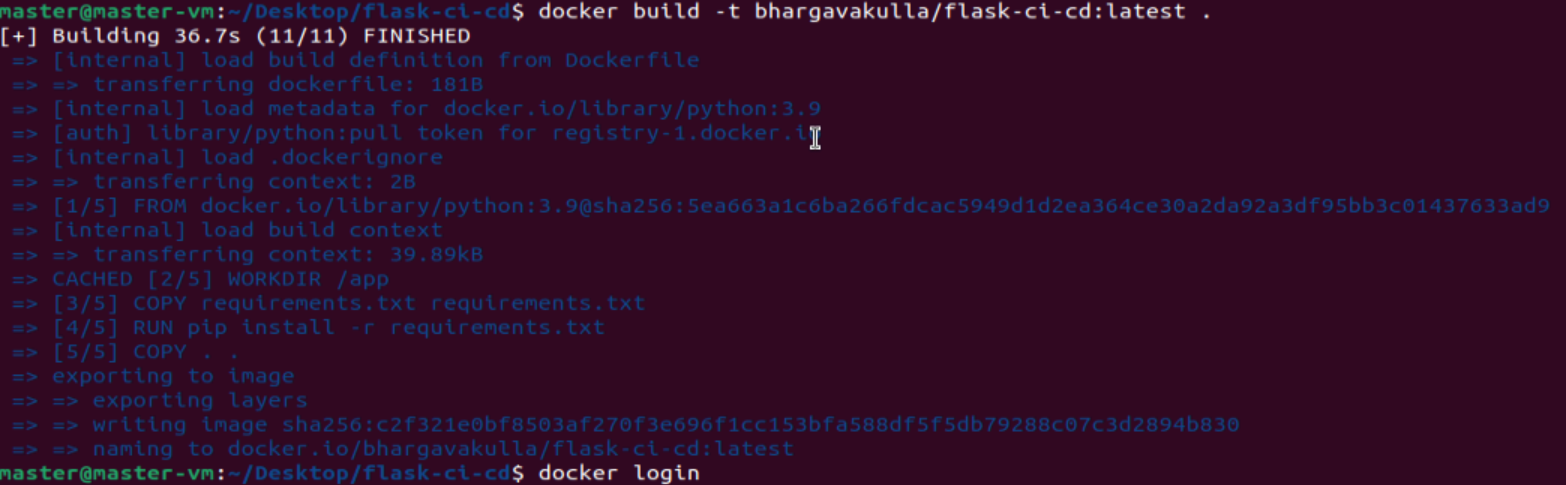 master@master-vm:~/Desktop/flask-ci-cd$ docker build -t bhargavakulla/flask-ci-cd:latest .
[+] Building 36.7s (11/11) FINISHED
=> [internal] load build definition from Dockerfile
=> => transferring dockerfile: 181B
=> [internal] load metadata for docker.io/library/python:3.9
=> [auth] library/python:pull token for registry-1.docker.io
=> [internal] load .dockerignore
=> => transferring context: 2B
=> [1/5] FROM docker.io/library/python:3.9@sha256:5ea663a1c6ba266fdcac5949d1d2ea364ce30a2da92a3df95bb3c01437633ad9
=> [internal] load build context
=> => transferring context: 39.89kB
=> CACHED [2/5] WORKDIR /app
=> [3/5] COPY requirements.txt requirements.txt
=> [4/5] RUN pip install -r requirements.txt
=> [5/5] COPY . .
=> exporting to image
=> => exporting layers
=> => writing image sha256:c2f321e0bf8503af270f3e696f1cc153bfa588df5f5db79288c07c3d2894b830
=> => naming to docker.io/bhargavakulla/flask-ci-cd:latest
master@master-vm:~/Desktop/flask-ci-cd$ docker login